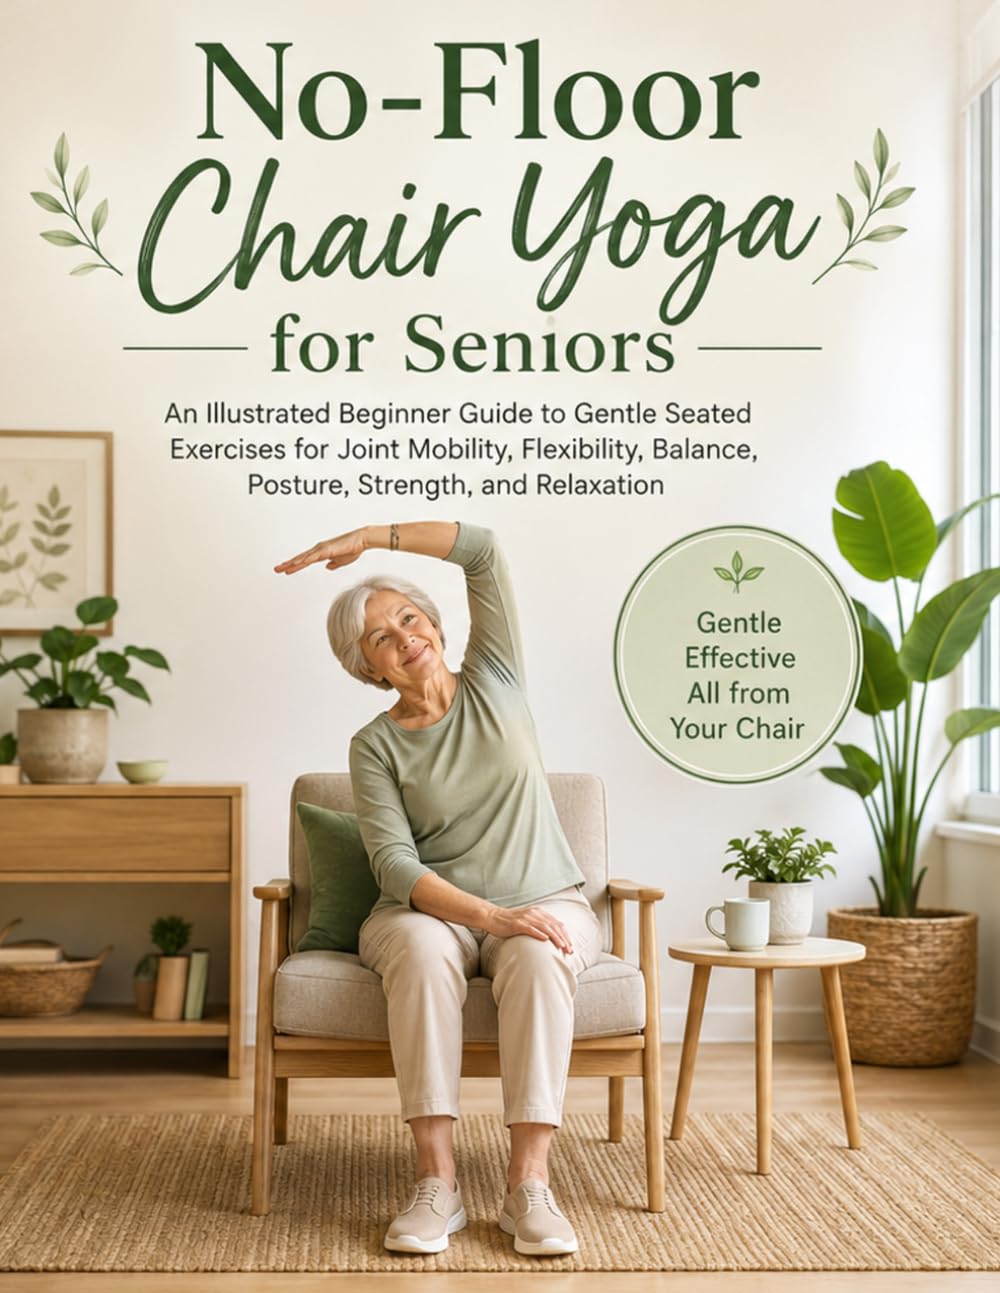 No-Floor
Chair Yoga
for Seniors
An Illustrated Beginner Guide to Gentle Seated
Exercises for Joint Mobility, Flexibility, Balance,
Posture, Strength, and Relaxation
Gentle
Effective
All from
Your Chair